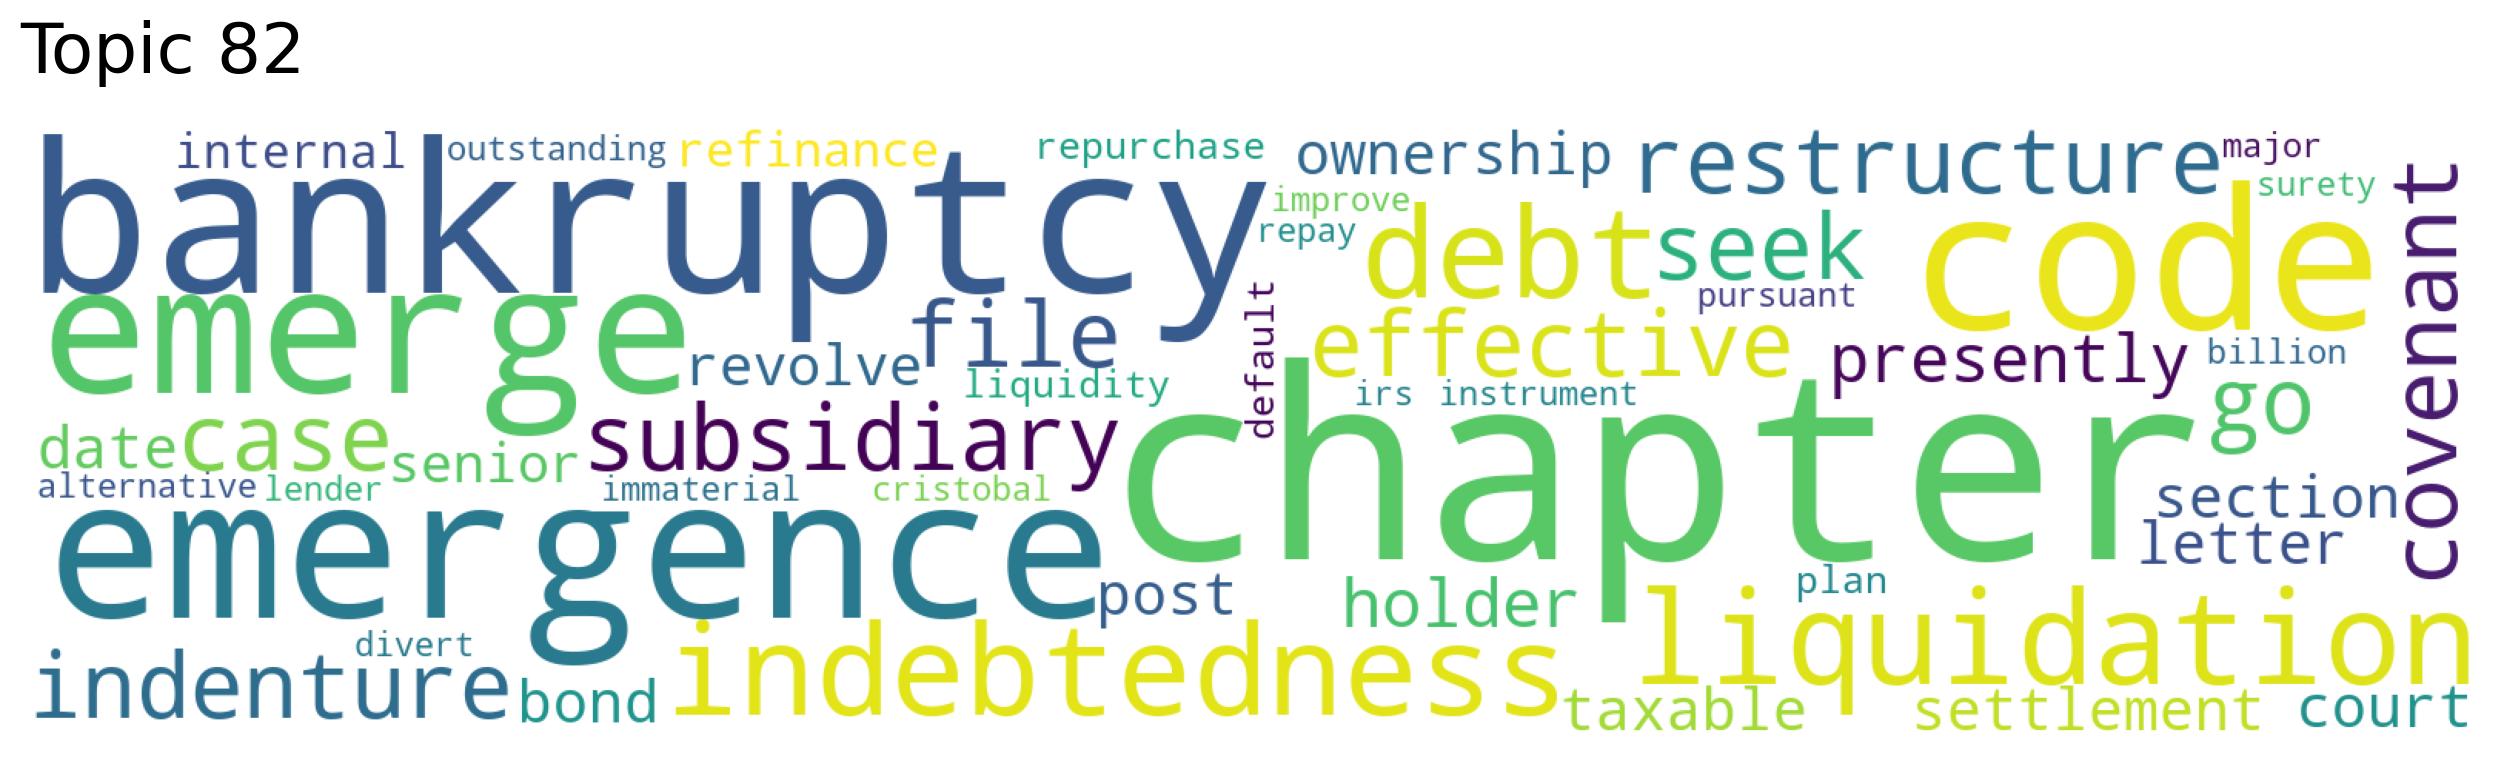 Topic 82
internal
outstanding
refinance
repurchase
ownership
restructure
major
surety
bankruptcy
improve
repay
debt
seek
code
covenant
pursuant
emerge
file
default
effective
presently
billion
revolve
liquidity
irs
instrument
go
date
case
senior
subsidiary
chapter
alternative
lender
immaterial
cristobal
section
letter
emergence
post
holder
plan
liquidation
divert
indenture
bond
indebtedness
taxable
settlement
court